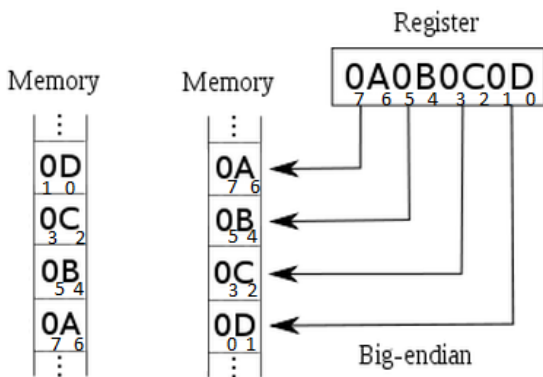 Register
0A0B0C0D
7 6 5 4 3 2 1 0
Memory
0D
1 0
0C
3 2
0B
5 4
0A
7 6
Memory
0A
7 6
0B
5 4
0C
3 2
0D
0 1
Big-endian